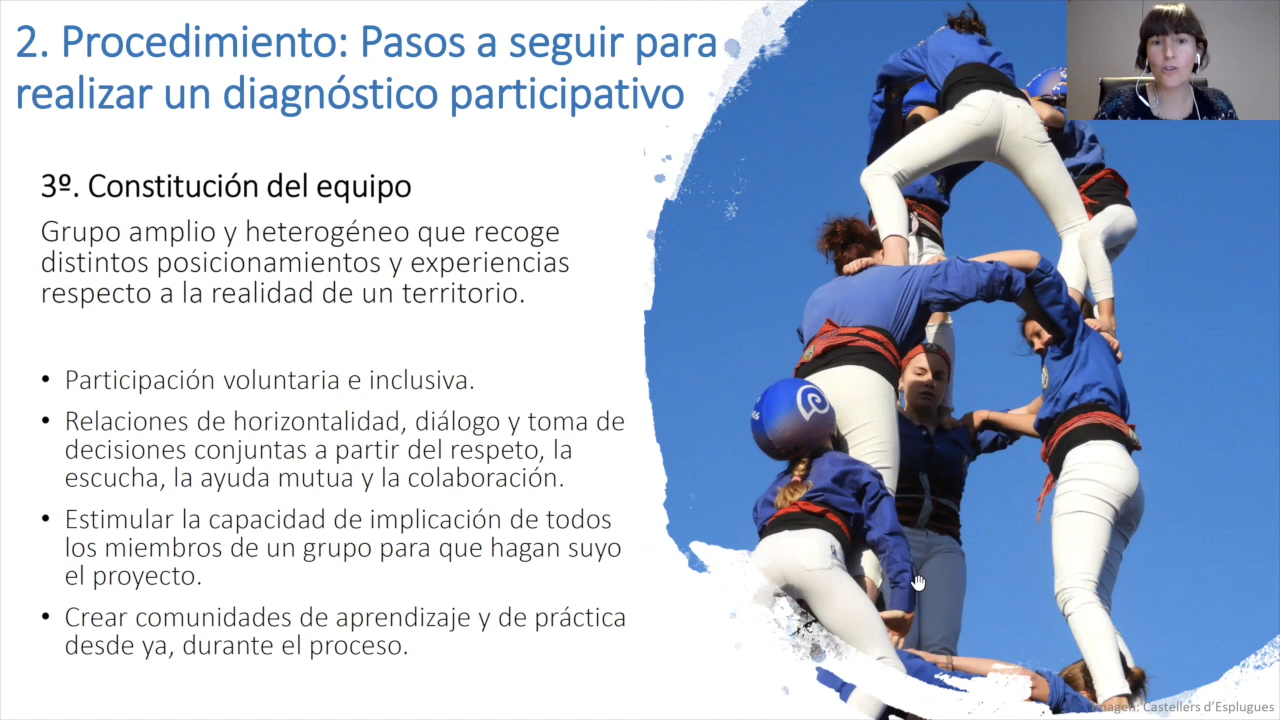 2. Procedimiento: Pasos a seguir para
realizar un diagnóstico participativo
3º. Constitución del equipo
Grupo amplio y heterogéneo que recoge
distintos posicionamientos y experiencias
respecto a la realidad de un territorio.
• Participación voluntaria e inclusiva.
• Relaciones de horizontalidad, diálogo y toma de
decisiones conjuntas a partir del respeto, la
escucha, la ayuda mutua y la colaboración.
• Estimular la capacidad de implicación de todos
los miembros de un grupo para que hagan suyo
el proyecto.
• Crear comunidades de aprendizaje y de práctica
desde ya, durante el proceso.
Imagen: Castellers d’Esplugues